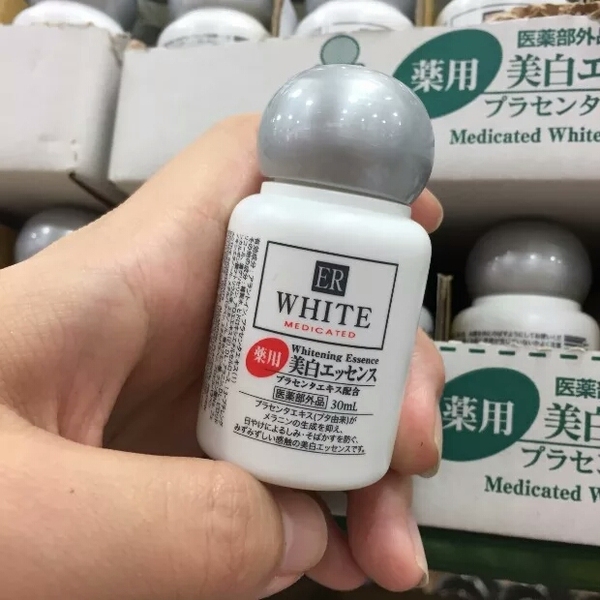 ER
WHITE
MEDICATED
薬用
Whitening Essence
美白エッセンス
プラセンタエキス配合
医薬部外品 30mL
プラセンタエキス(ブタ由来)が
メラニンの生成を抑え、
日やけによるしみ・そばかすを防ぐ、
みずみずしい感触の美白エッセンスです。
医薬部外品
薬用
美白エ
プラセンタ
Medicated White
医薬部
薬用
美白
プラセン
Medicated W